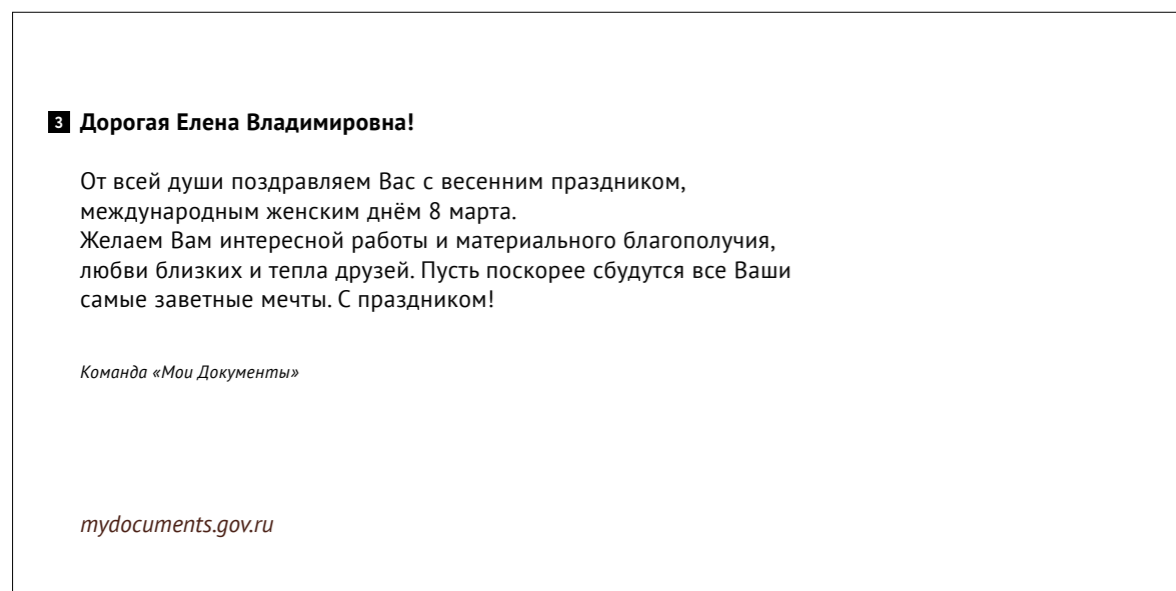 3 Дорогая Елена Владимировна!
От всей души поздравляем Вас с весенним праздником,
международным женским днём 8 марта.
Желаем Вам интересной работы и материального благополучия,
любви близких и тепла друзей. Пусть поскорее сбудутся все Ваши
самые заветные мечты. С праздником!
Команда «Мои Документы»
mydocuments.gov.ru